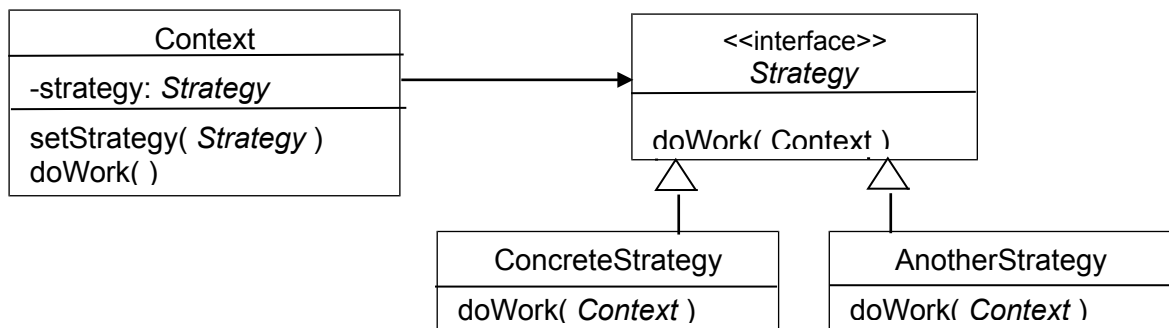 Context
-strategy: Strategy
setStrategy( Strategy )
doWork( )
<<interface>>
Strategy
doWork( Context )
ConcreteStrategy
doWork( Context )
AnotherStrategy
doWork( Context )